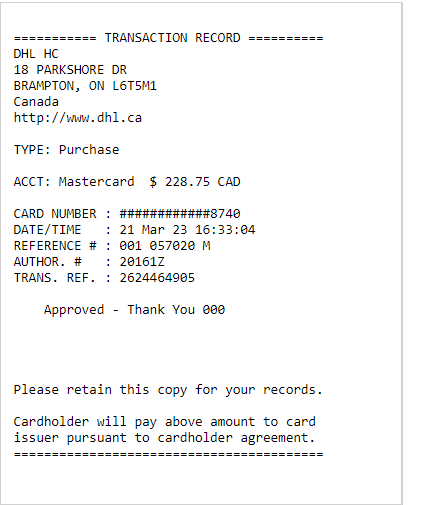 =========== TRANSACTION RECORD ==========
DHL HC
18 PARKSHORE DR
BRAMPTON, ON L6T5M1
Canada
http://www.dhl.ca
TYPE: Purchase
ACCT: Mastercard  $ 228.75 CAD
CARD NUMBER : ############8740
DATE/TIME   : 21 Mar 23 16:33:04
REFERENCE # : 001 057020 M
AUTHOR. #   : 20161Z
TRANS. REF. : 2624464905
Approved - Thank You 000
Please retain this copy for your records.
Cardholder will pay above amount to card
issuer pursuant to cardholder agreement.
=========================================